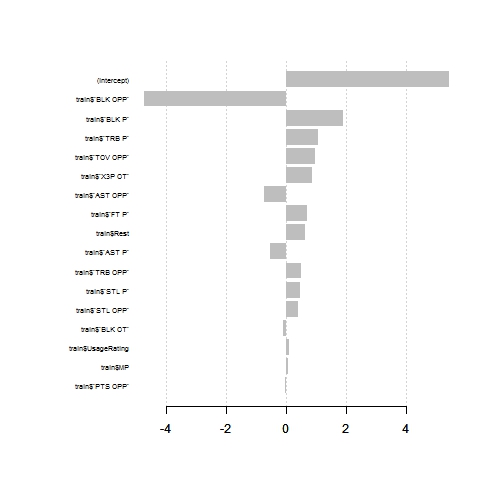 (Intercept)
train$`BLK OPP`
train$`BLK P`
train$`TRB P`
train$`TOV OPP`
train$`X3P OT`
train$`AST OPP`
train$`FT P`
train$Rest
train$`AST P`
train$`TRB OPP`
train$`STL P`
train$`STL OPP`
train$`BLK OT`
train$UsageRating
train$MP
train$`PTS OPP`
-4 -2 0 2 4